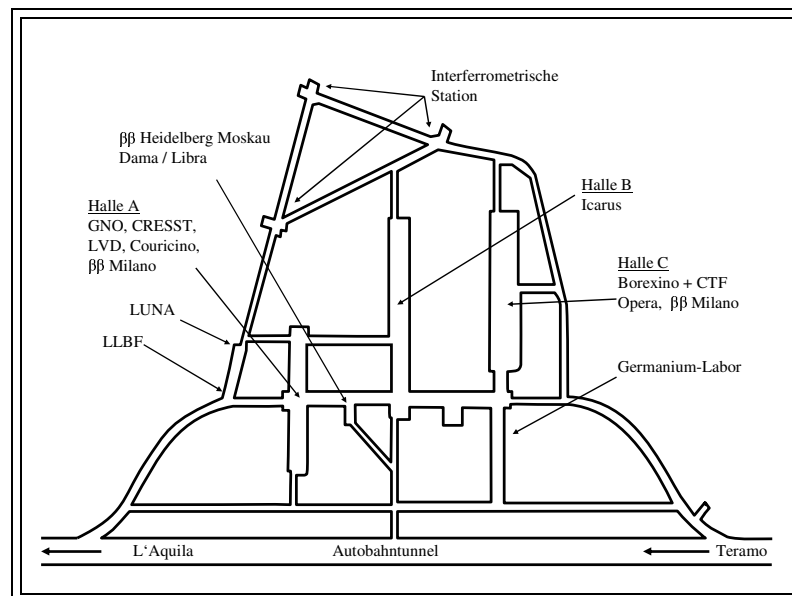 Interferrometrische
Station
ββ Heidelberg Moskau
Dama / Libra
Halle A
GNO, CRESST,
LVD, Couricino,
ββ Milano
Halle B
Icarus
Halle C
Borexino + CTF
Opera, ββ Milano
LUNA
LLBF
Germanium-Labor
L‘Aquila
Autobahntunnel
Teramo